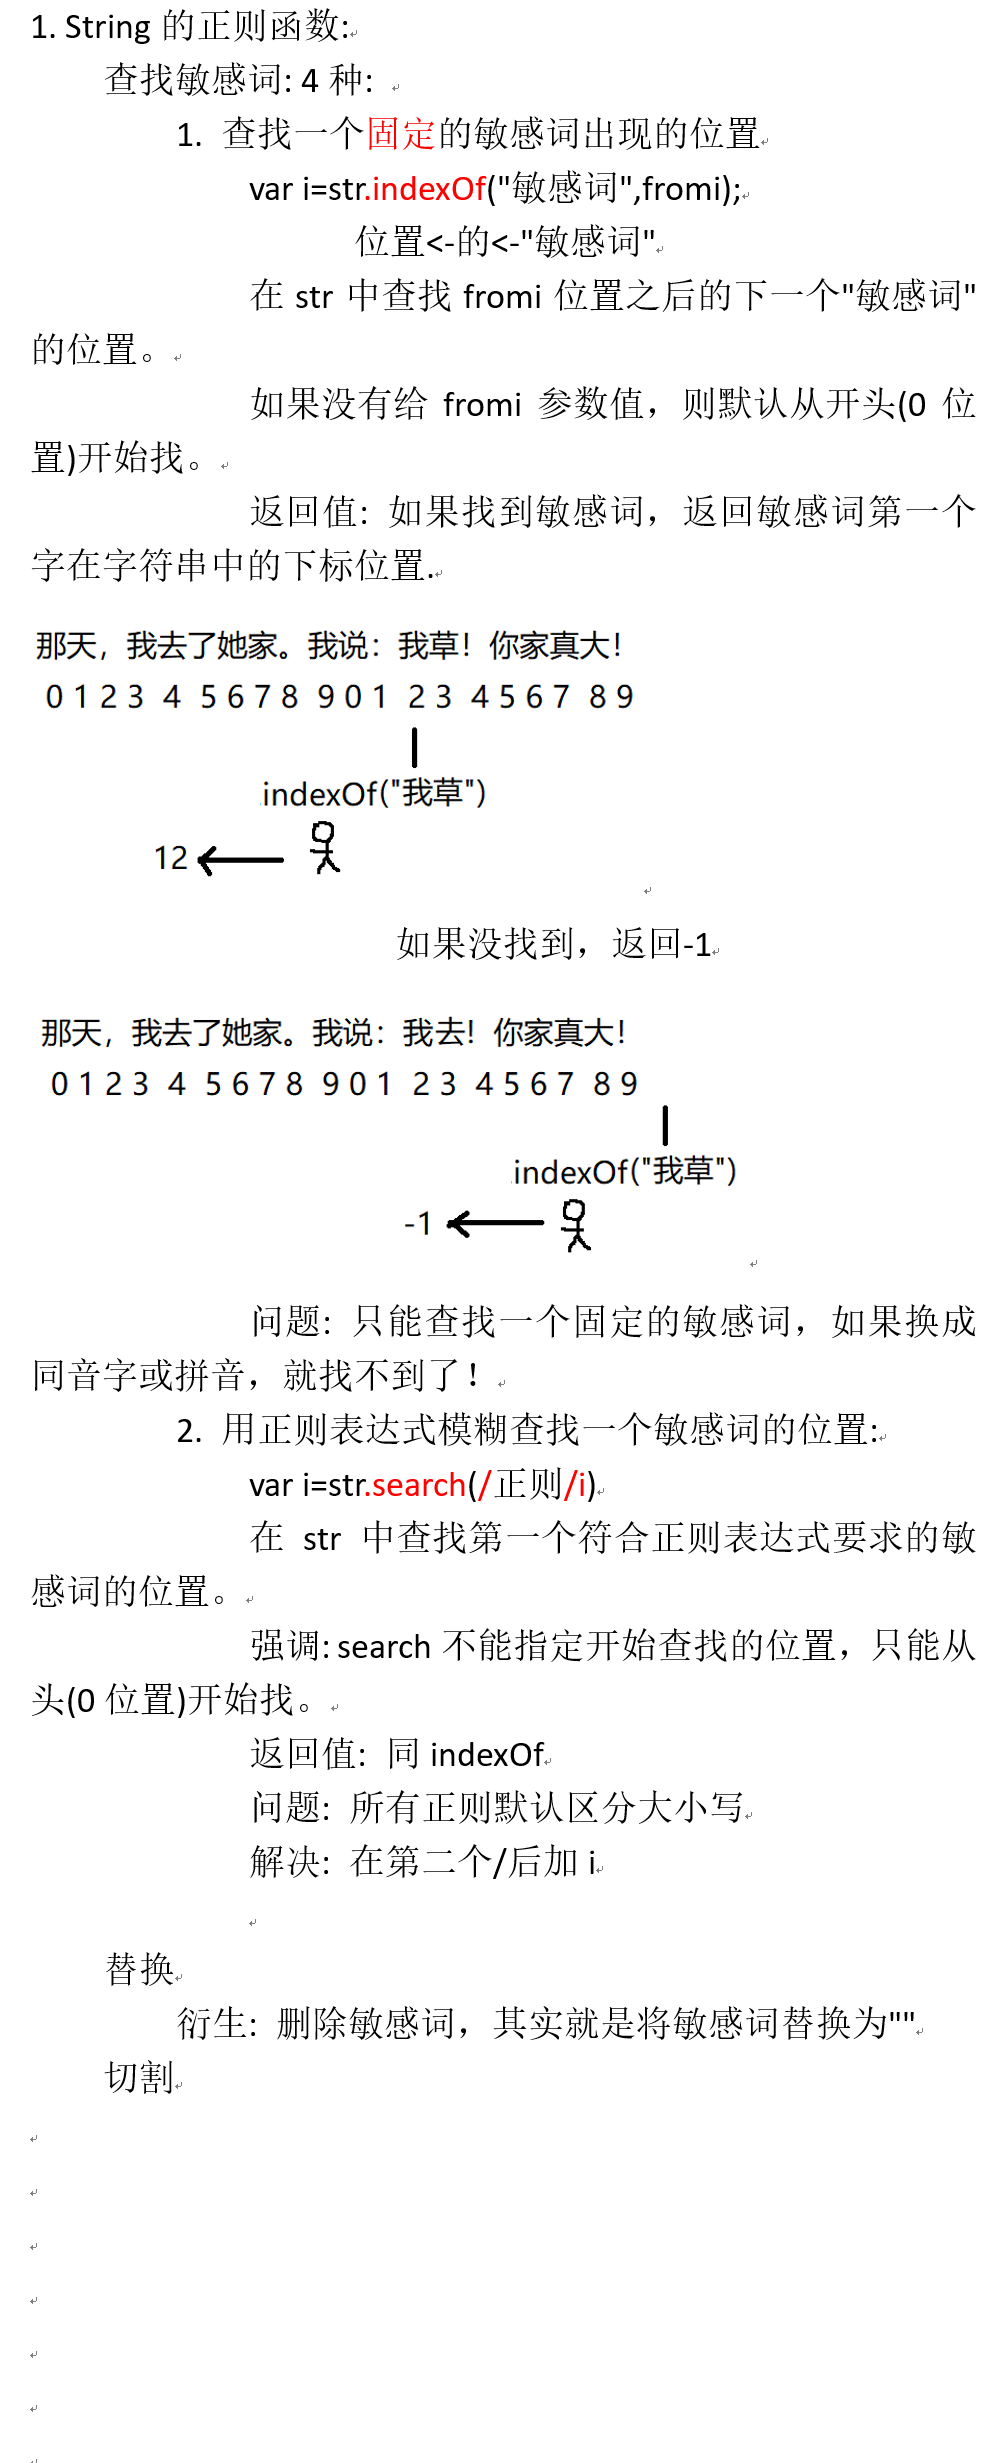 1. String 的正则函数:
查找敏感词: 4 种:
1. 查找一个固定的敏感词出现的位置
var i=str.indexOf("敏感词",fromi);
位置<-的<-"敏感词"
在 str 中查找 fromi 位置之后的下一个"敏感词"
的位置。
如果没有给 fromi 参数值，则默认从开头(0 位
置)开始找。
返回值: 如果找到敏感词，返回敏感词第一个
字在字符串中的下标位置.
那天，我去了她家。我说：我草！你家真大！
0 1 2 3 4 5 6 7 8 9 0 1 2 3 4 5 6 7 8 9
.indexOf("我草")
12
如果没找到，返回-1
那天，我去了她家。我说：我去！你家真大！
0 1 2 3 4 5 6 7 8 9 0 1 2 3 4 5 6 7 8 9
.indexOf("我草")
-1
问题: 只能查找一个固定的敏感词，如果换成
同音字或拼音，就找不到了！
2. 用正则表达式模糊查找一个敏感词的位置:
var i=str.search(/正则/i)
在 str 中查找第一个符合正则表达式要求的敏
感词的位置。
强调: search 不能指定开始查找的位置，只能从
头(0 位置)开始找。
返回值: 同 indexOf
问题: 所有正则默认区分大小写
解决: 在第二个/后加 i
替换
衍生: 删除敏感词，其实就是将敏感词替换为""
切割